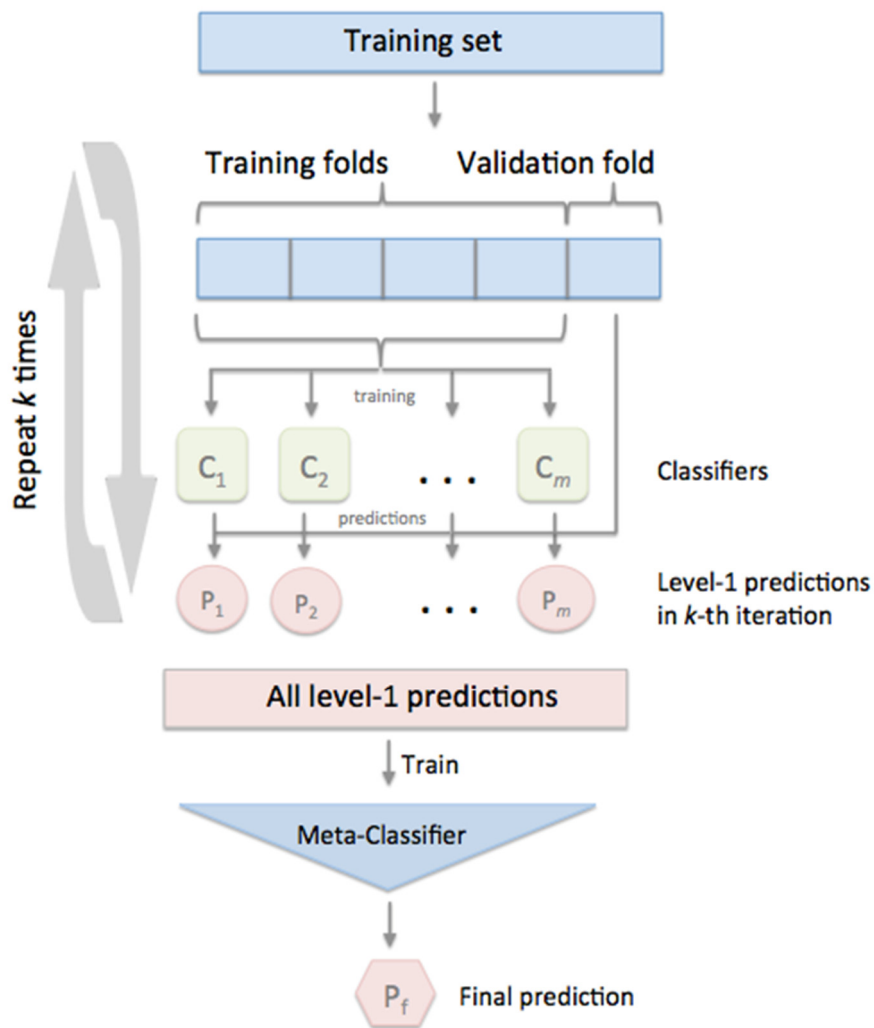 Training set
Training folds
Validation fold
Repeat k times
training
C1
C2
. . .
Cm
Classifiers
predictions
P1
P2
. . .
Pm
Level-1 predictions
in k-th iteration
All level-1 predictions
Train
Meta-Classifier
Pf
Final prediction